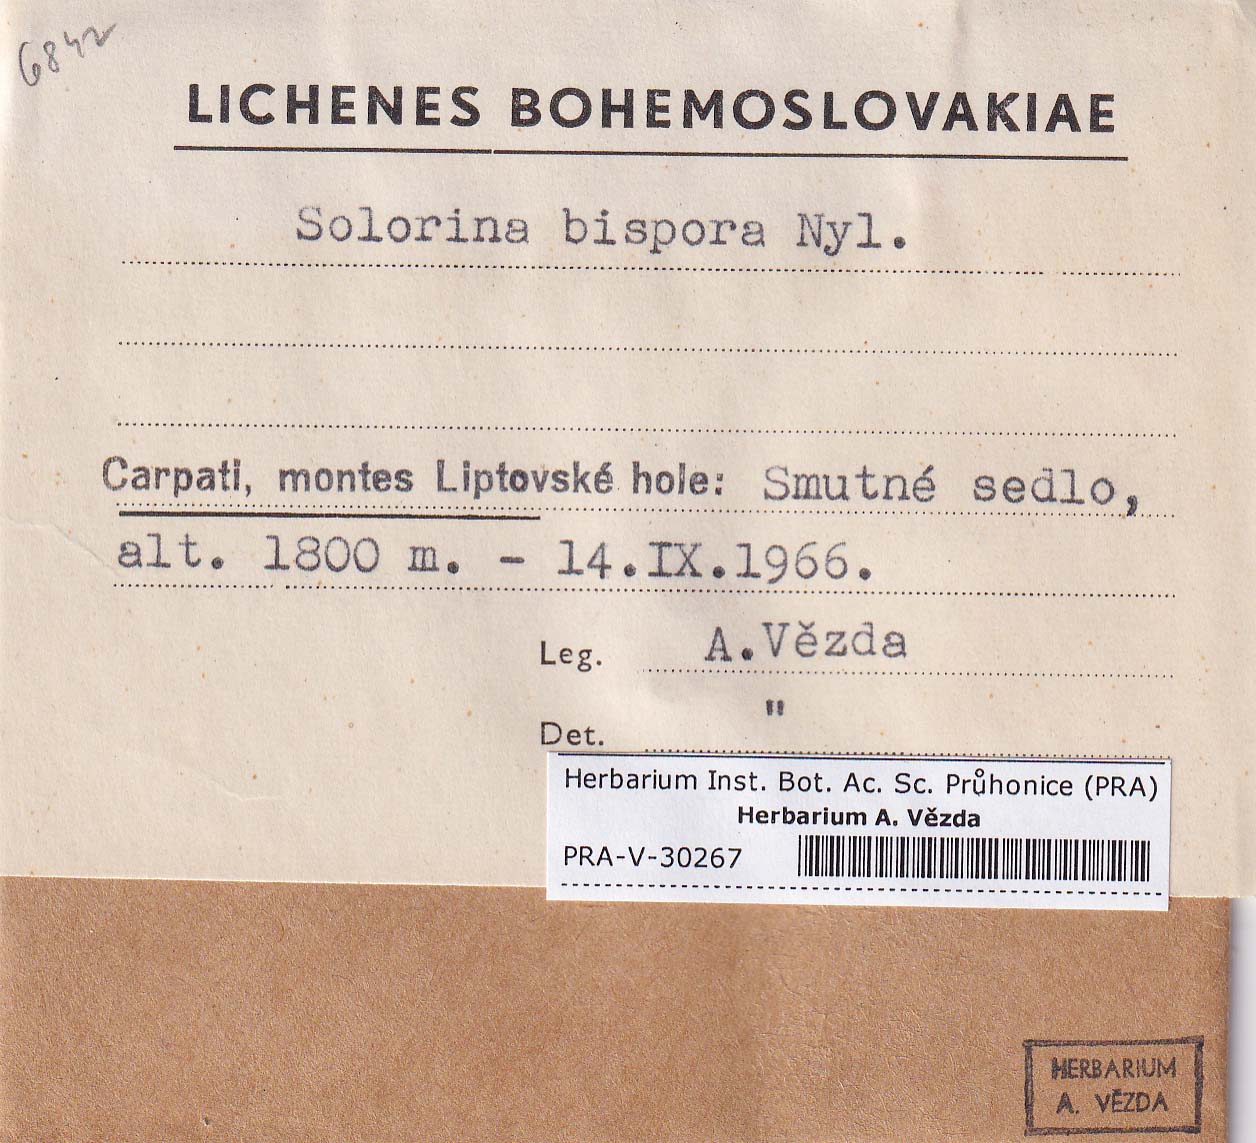 6842
LICHENES BOHEMOSLOVAKIAE
Solorina bispora Nyl.
Carpati, montes Liptovské hole: Smutné sedlo,
alt. 1800 m. - 14.IX.1966.
Leg. A.Vězda
Det. "
Herbarium Inst. Bot. Ac. Sc. Průhonice (PRA)
Herbarium A. Vězda
PRA-V-30267
HERBARIUM
A. VĚZDA